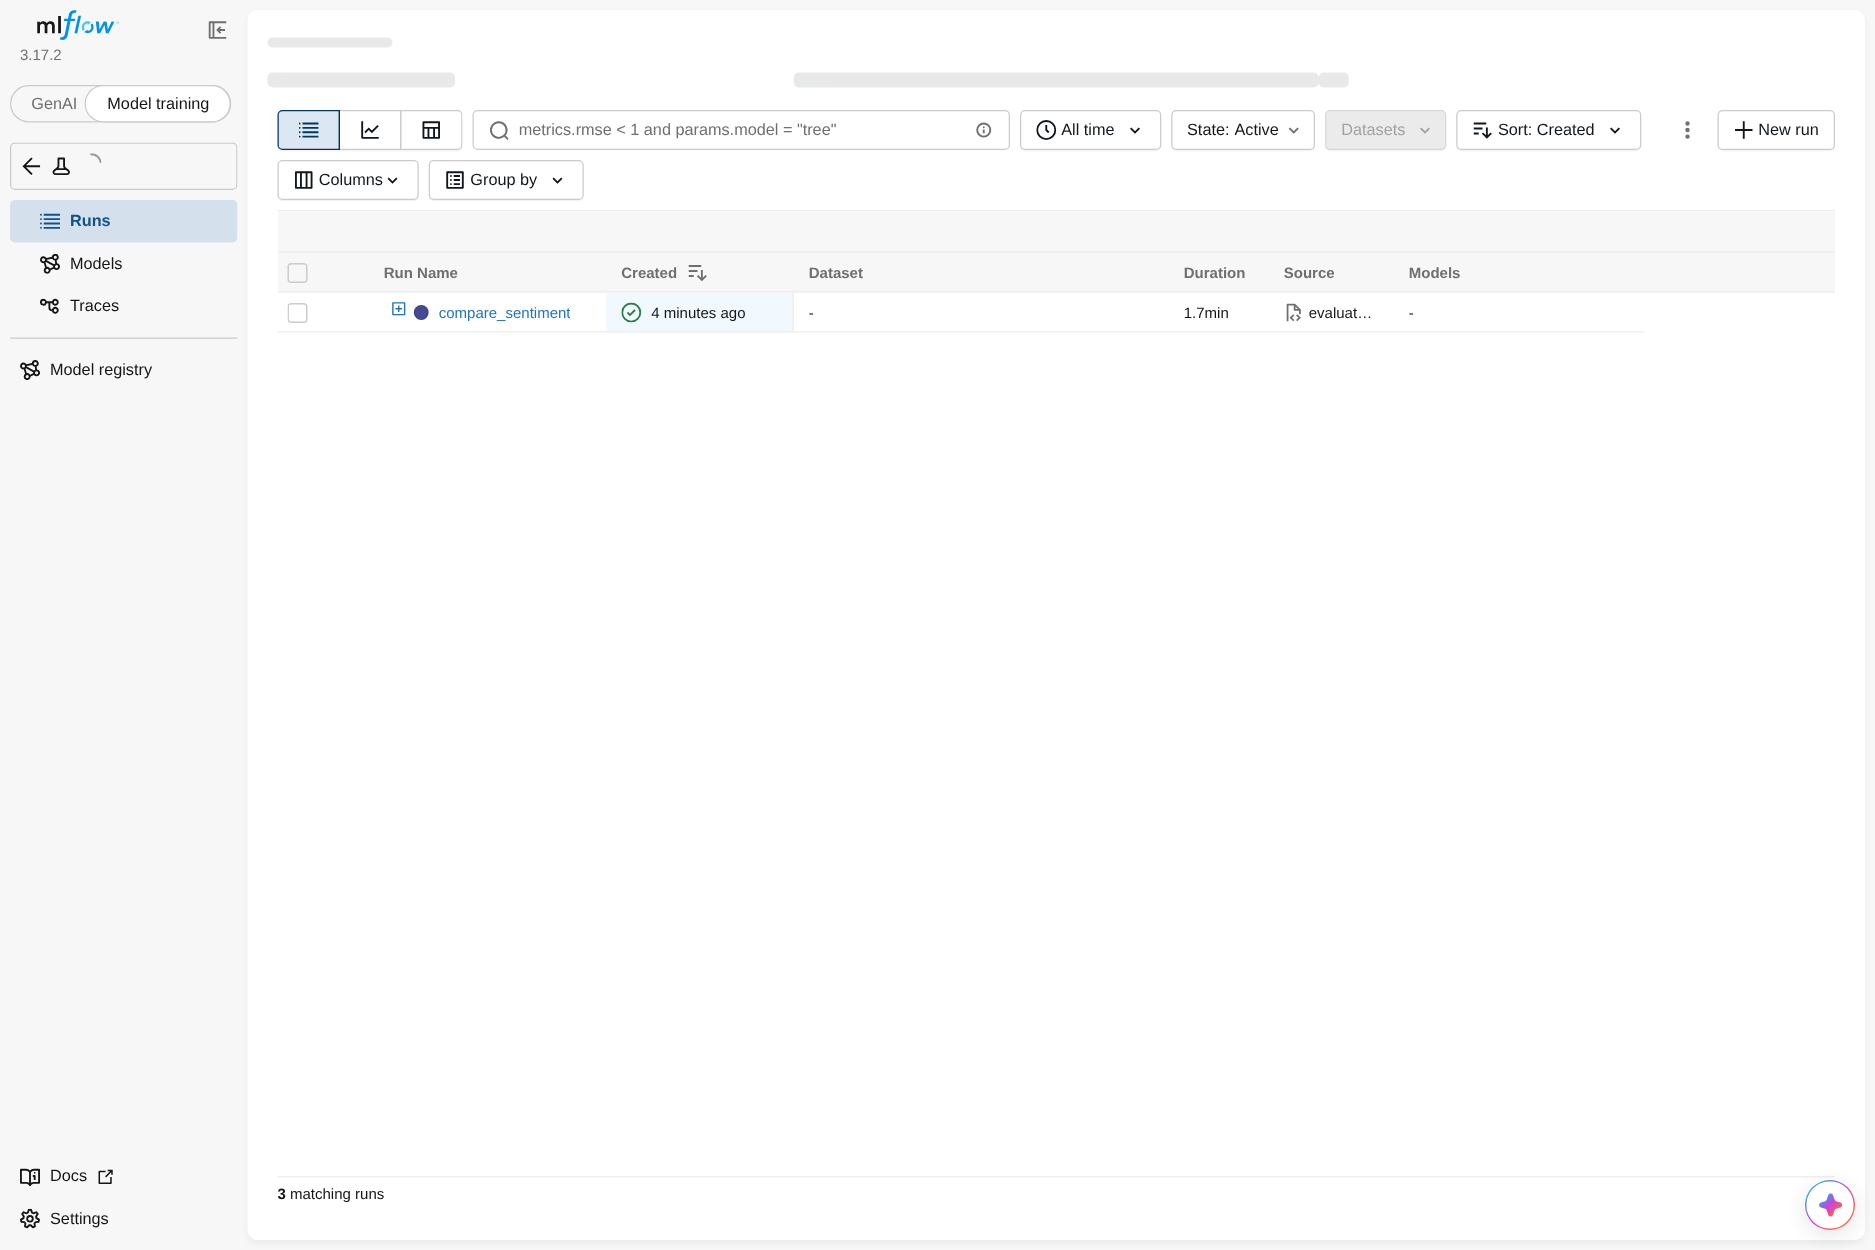 mlflow
3.17.2
GenAI Model training
Runs
Models
Traces
Model registry
Docs
Settings
metrics.rmse < 1 and params.model = "tree"
All time
State: Active
Datasets
Sort: Created
New run
Columns
Group by
Run Name Created Dataset Duration Source Models
compare_sentiment 4 minutes ago - 1.7min evaluat... -
3 matching runs